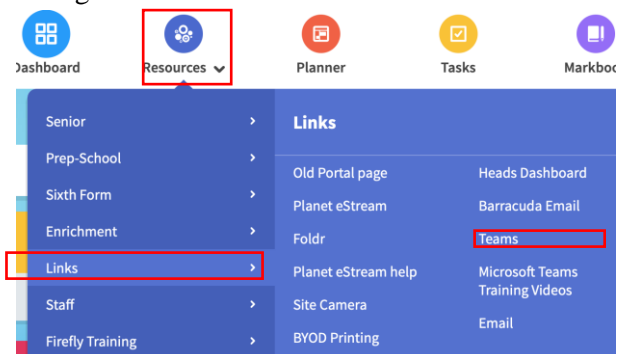 Dashboard
Resources
Planner
Tasks
Senior
Prep-School
Sixth Form
Enrichment
Links
Staff
Firefly Training
Links
Old Portal page
Planet eStream
Foldr
Planet eStream help
Site Camera
BYOD Printing
Heads Dashboard
Barracuda Email
Teams
Microsoft Teams
Training Videos
Email